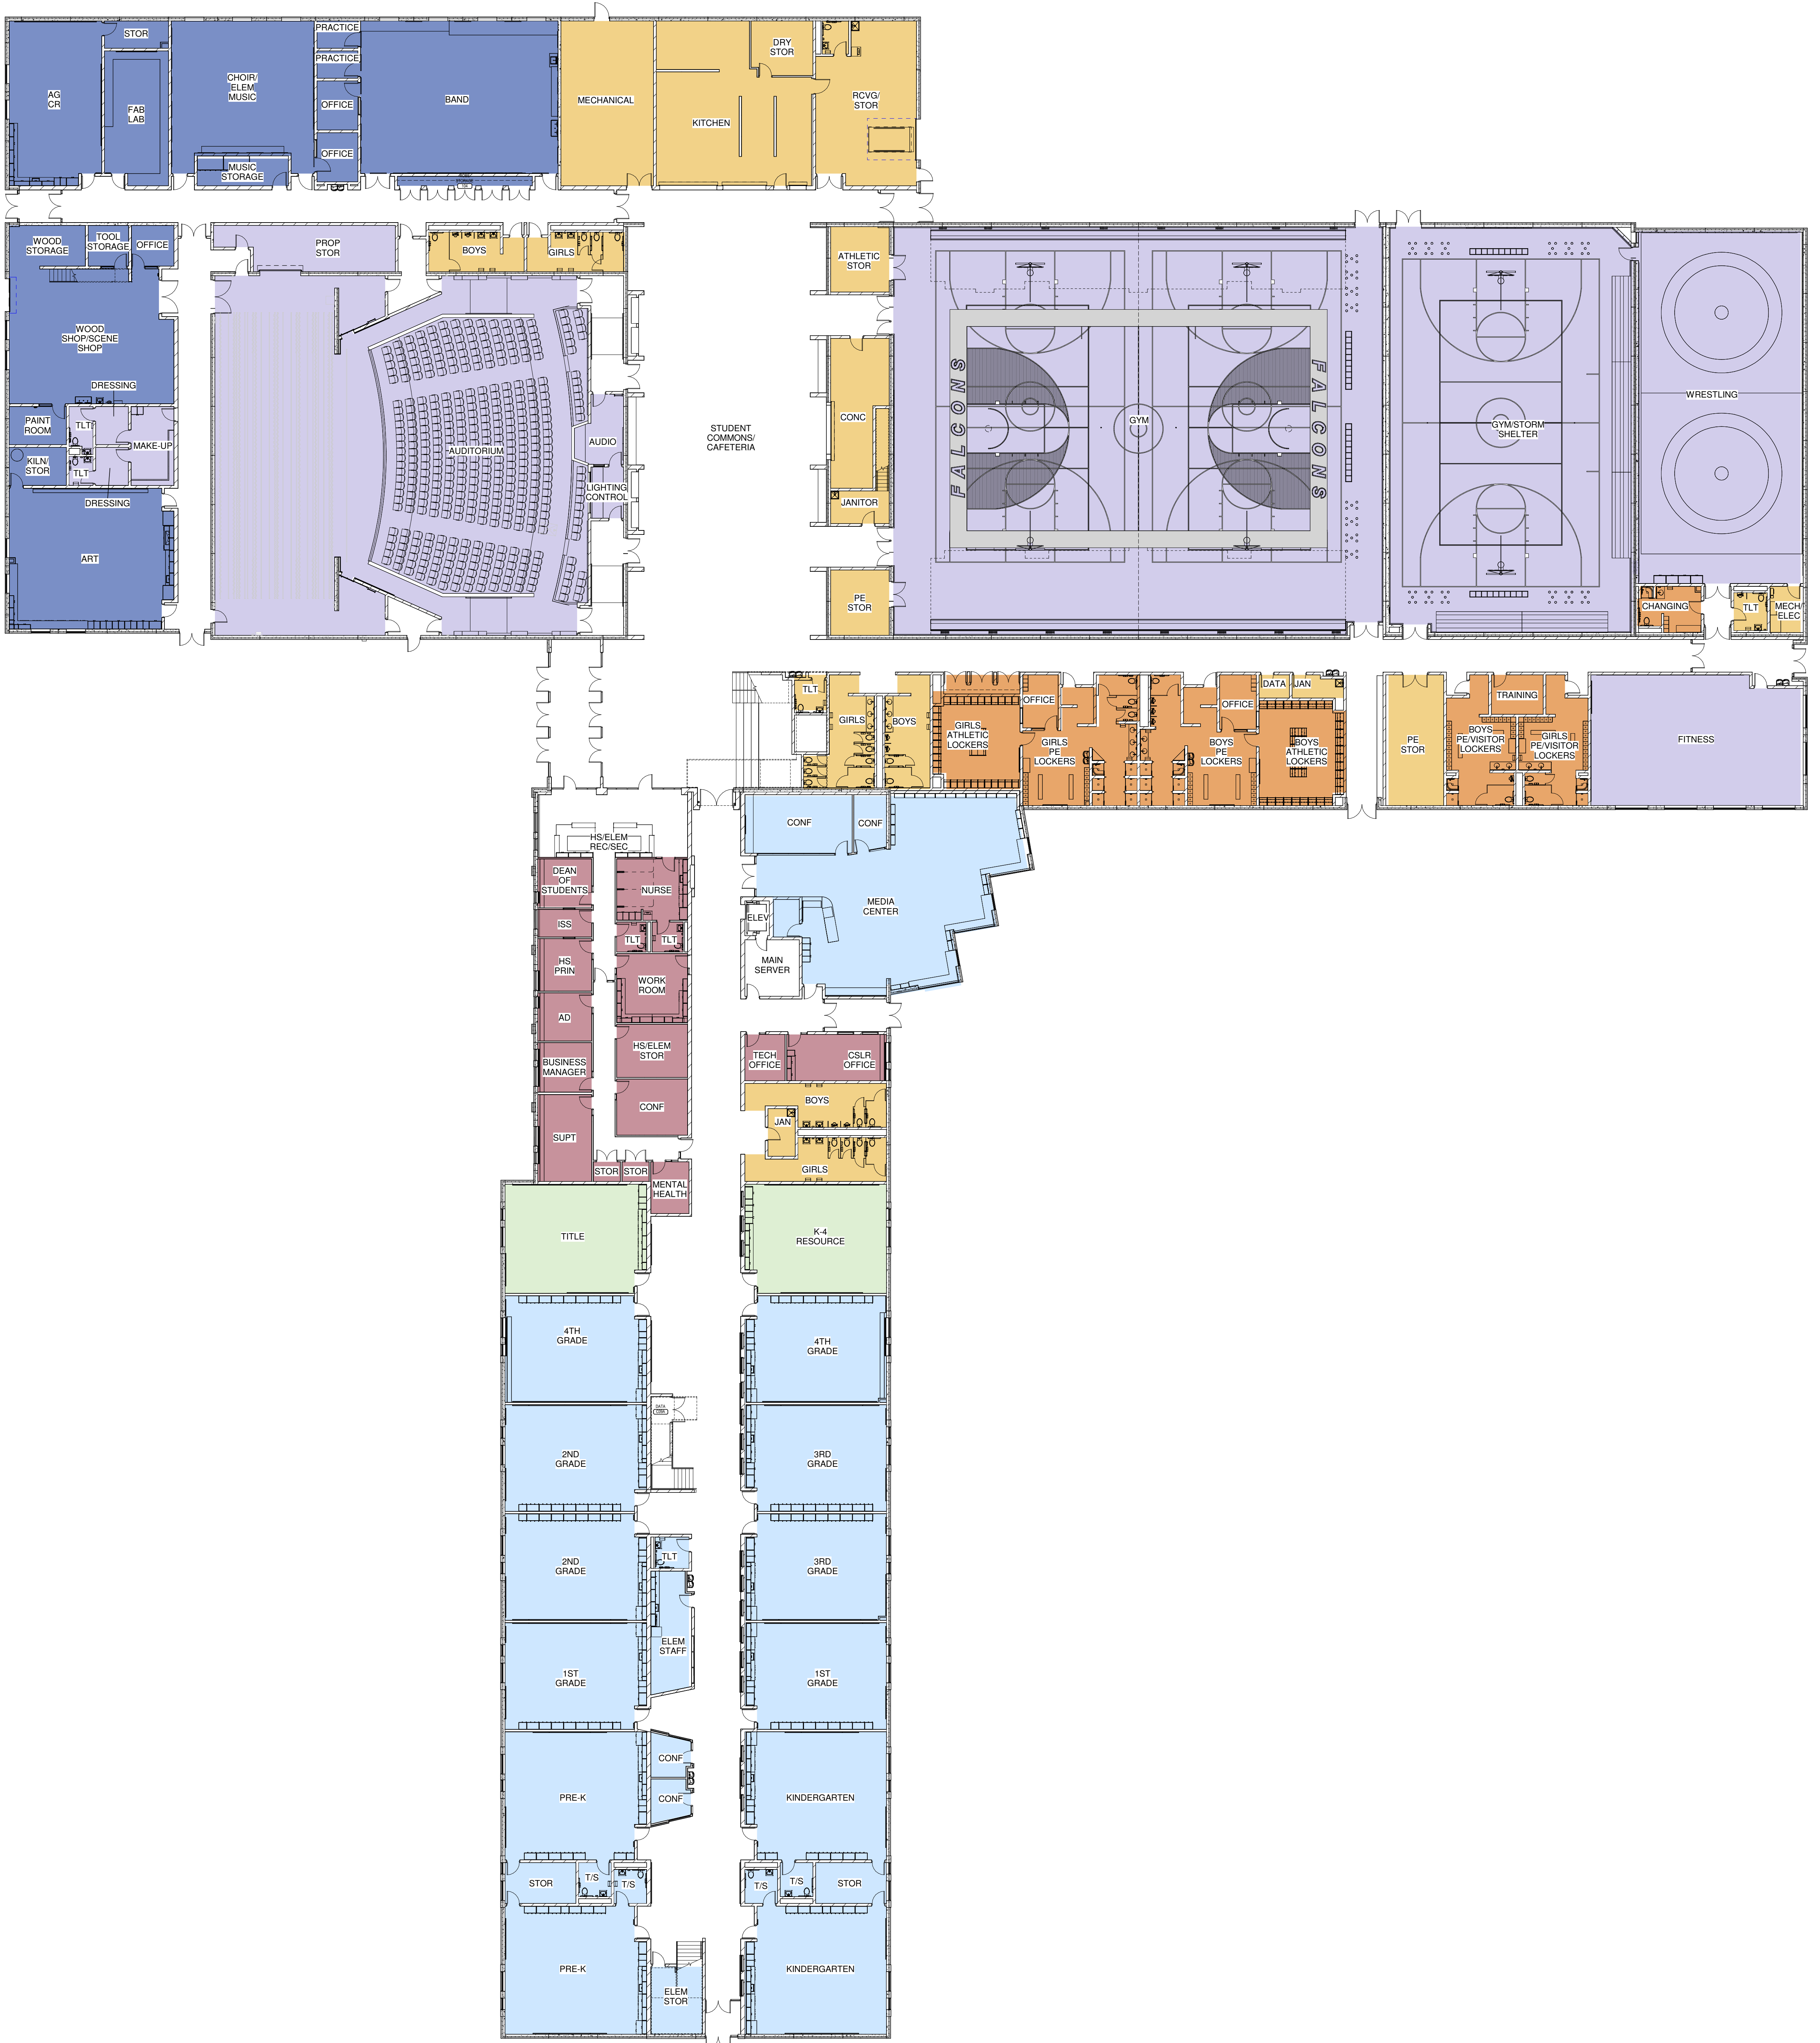 STOR
PRACTICE
PRACTICE
AG
CR
FAB
LAB
CHOIR/
ELEM
MUSIC
OFFICE
OFFICE
MUSIC
STORAGE
BAND
MECHANICAL
KITCHEN
DRY
STOR
RCVG/
STOR
WOOD
STORAGE
TOOL
STORAGE
OFFICE
PROP
STOR
BOYS
GIRLS
ATHLETIC
STOR
WOOD
SHOP/SCENE
SHOP
DRESSING
PAINT
ROOM
TLT
MAKE-UP
KILN/
STOR
TLT
DRESSING
ART
AUDITORIUM
AUDIO
LIGHTING
CONTROL
STUDENT
COMMONS/
CAFETERIA
CONC
JANITOR
PE
STOR
FALCONS
GYM
FALCONS
GYM/STORM
SHELTER
WRESTLING
CHANGING
TLT
MECH/
ELEC
TLT
GIRLS
BOYS
GIRLS
ATHLETIC
LOCKERS
OFFICE
GIRLS
PE
LOCKERS
BOYS
PE
LOCKERS
OFFICE
DATA
JAN
BOYS
ATHLETIC
LOCKERS
PE
STOR
BOYS
PE/VISITOR
LOCKERS
TRAINING
GIRLS
PE/VISITOR
LOCKERS
FITNESS
HS/ELEM
REC/SEC
CONF
CONF
DEAN
OF
STUDENTS
NURSE
ISS
TLT
TLT
ELEV
MEDIA
CENTER
HS
PRIN
WORK
ROOM
MAIN
SERVER
AD
HS/ELEM
STOR
TECH
OFFICE
CSLR
OFFICE
BUSINESS
MANAGER
CONF
BOYS
JAN
SUPT
STOR
STOR
MENTAL
HEALTH
GIRLS
TITLE
K-4
RESOURCE
4TH
GRADE
4TH
GRADE
DATA
2ND
GRADE
3RD
GRADE
2ND
GRADE
TLT
3RD
GRADE
ELEM
STAFF
1ST
GRADE
1ST
GRADE
CONF
PRE-K
CONF
KINDERGARTEN
STOR
T/S
T/S
T/S
T/S
STOR
PRE-K
ELEM
STOR
KINDERGARTEN